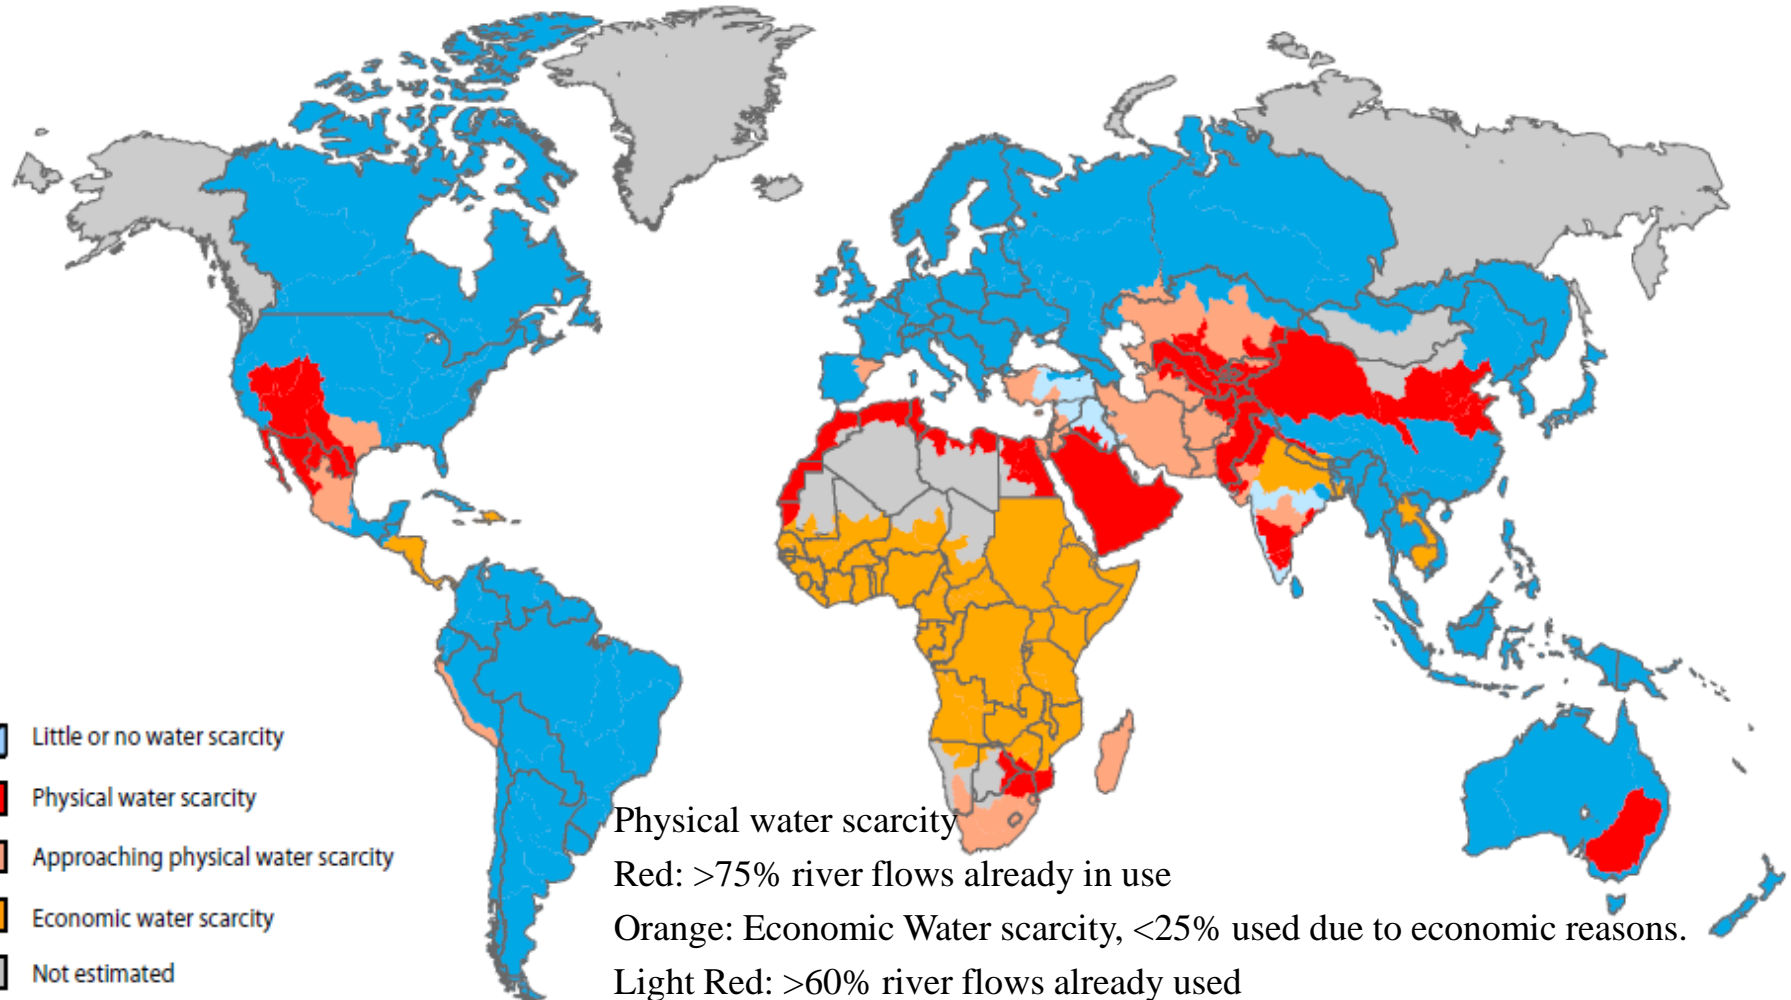 Little or no water scarcity
Physical water scarcity
Approaching physical water scarcity
Economic water scarcity
Not estimated
Physical water scarcity
Red: >75% river flows already in use
Orange: Economic Water scarcity, <25% used due to economic reasons.
Light Red: >60% river flows already used